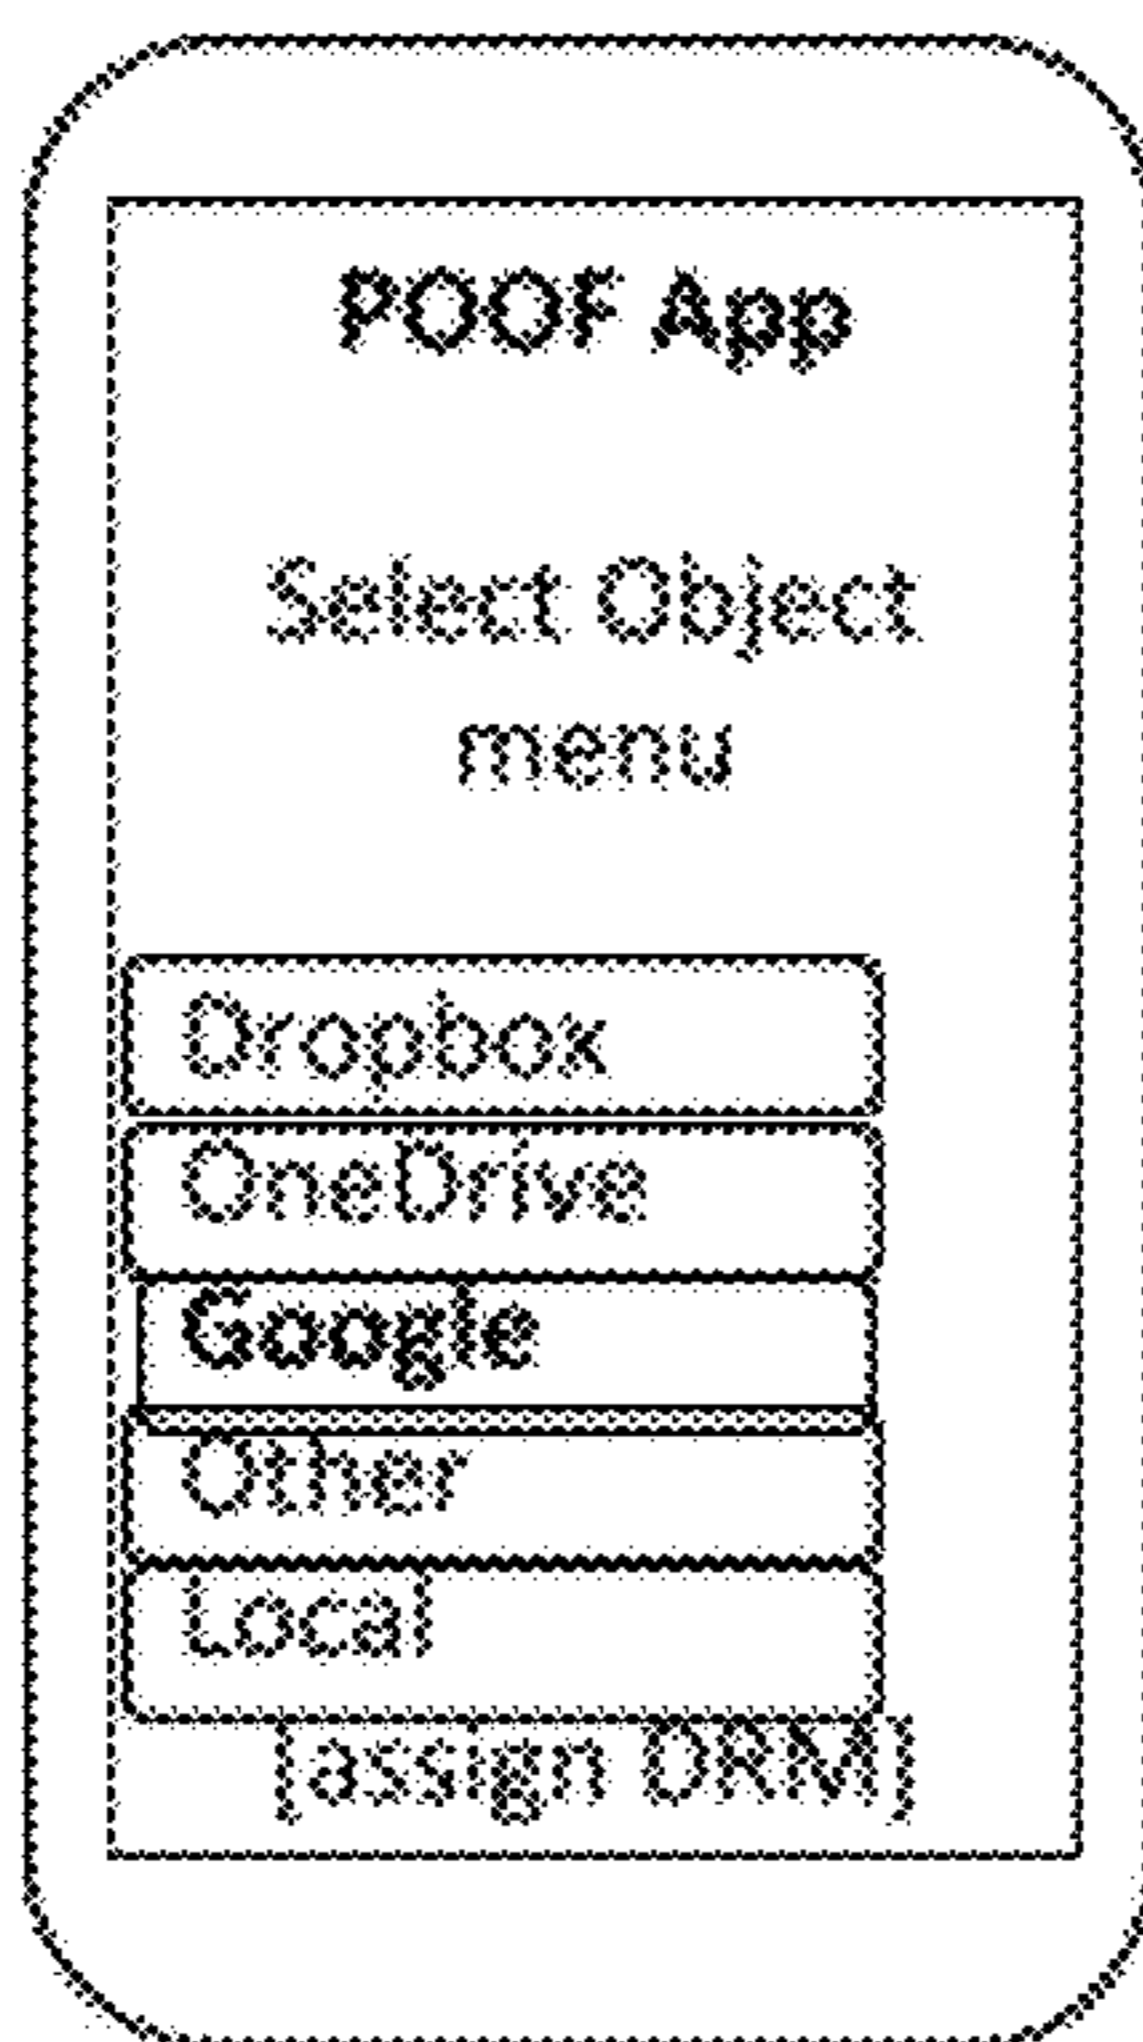 POOF App
Select Object
menu
Dropbox
OneDrive
Google
Other
Local
[assign DRM]